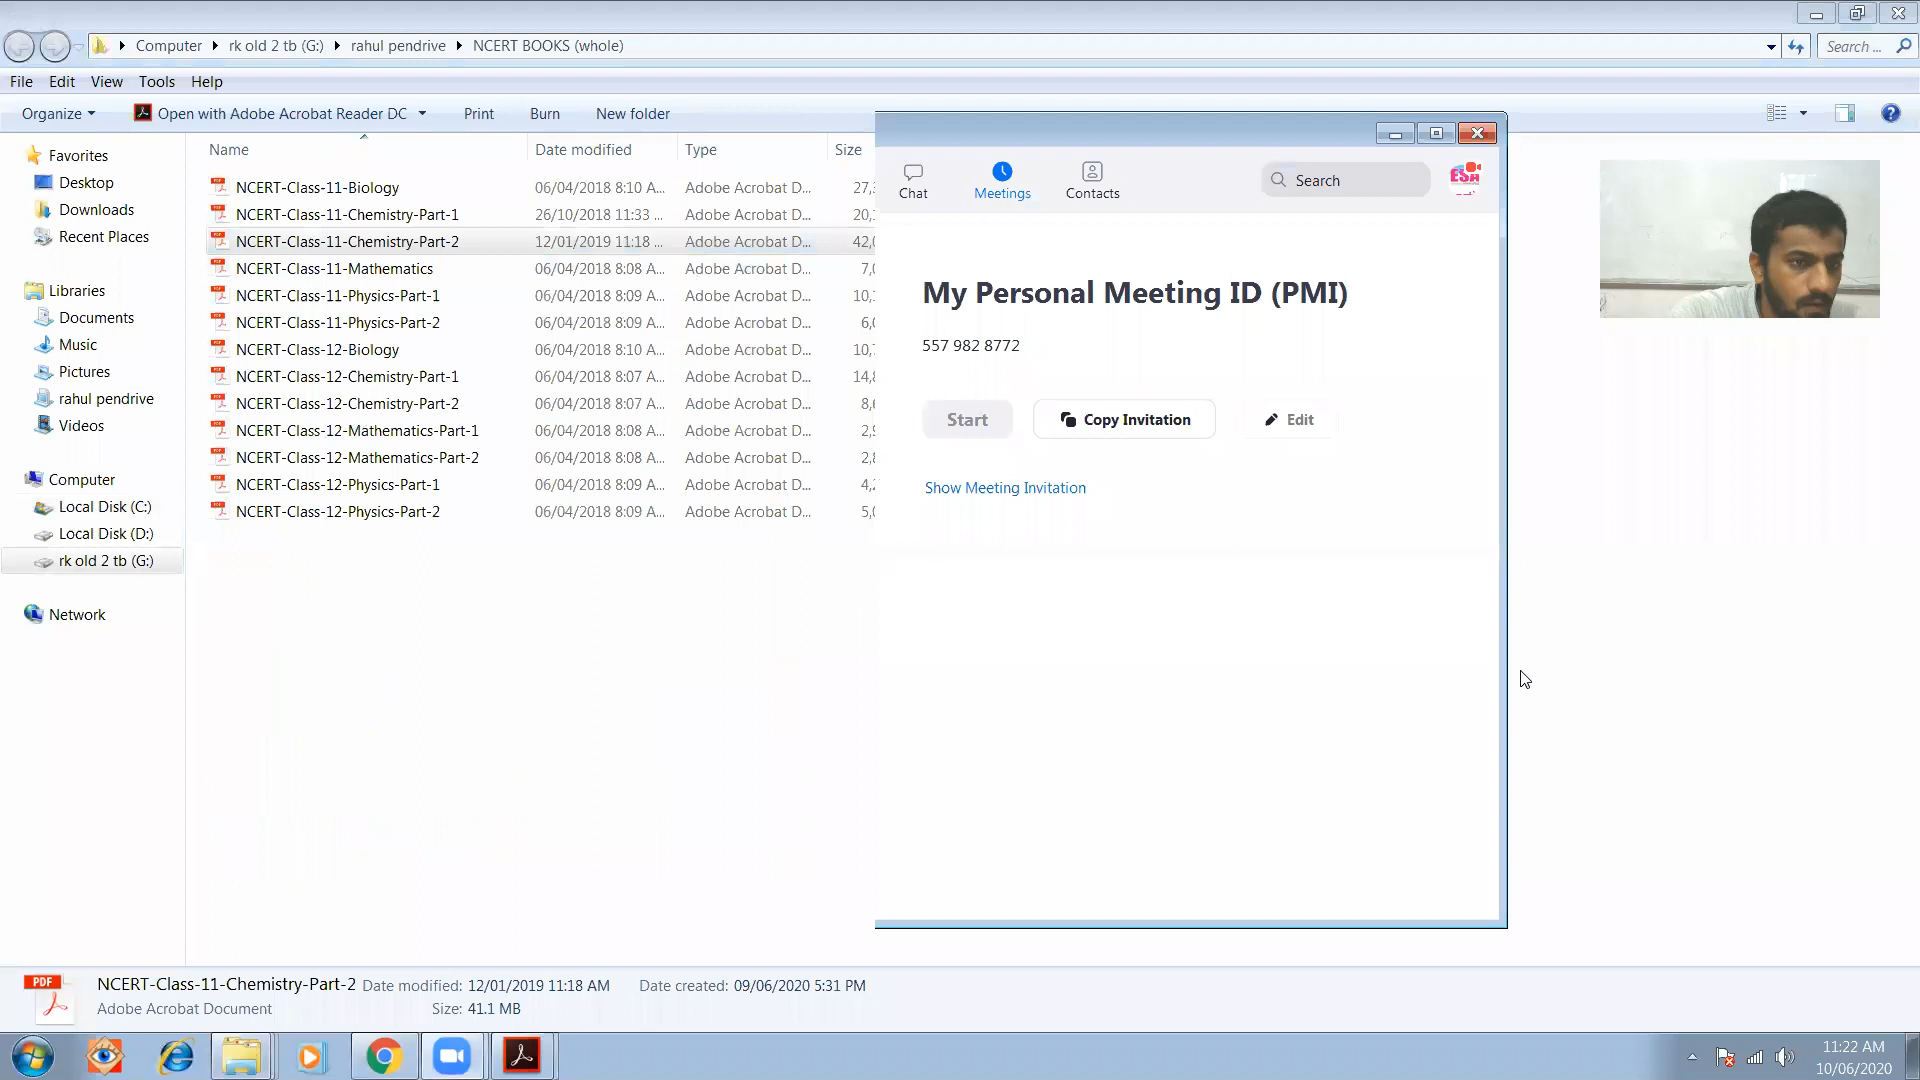 Computer rk old 2 tb (G:) rahul pendrive NCERT BOOKS (whole) Search ...
File Edit View Tools Help
Organize Open with Adobe Acrobat Reader DC Print Burn New folder
Favorites
Desktop
Downloads
Recent Places
Libraries
Documents
Music
Pictures
rahul pendrive
Videos
Computer
Local Disk (C:)
Local Disk (D:)
rk old 2 tb (G:)
Network
Name Date modified Type Size
NCERT-Class-11-Biology 06/04/2018 8:10 A... Adobe Acrobat D... 27,
NCERT-Class-11-Chemistry-Part-1 26/10/2018 11:33 ... Adobe Acrobat D... 20,
NCERT-Class-11-Chemistry-Part-2 12/01/2019 11:18 ... Adobe Acrobat D... 42,
NCERT-Class-11-Mathematics 06/04/2018 8:08 A... Adobe Acrobat D... 7,
NCERT-Class-11-Physics-Part-1 06/04/2018 8:09 A... Adobe Acrobat D... 10,
NCERT-Class-11-Physics-Part-2 06/04/2018 8:09 A... Adobe Acrobat D... 6,
NCERT-Class-12-Biology 06/04/2018 8:10 A... Adobe Acrobat D... 10,
NCERT-Class-12-Chemistry-Part-1 06/04/2018 8:07 A... Adobe Acrobat D... 14,
NCERT-Class-12-Chemistry-Part-2 06/04/2018 8:07 A... Adobe Acrobat D... 8,
NCERT-Class-12-Mathematics-Part-1 06/04/2018 8:08 A... Adobe Acrobat D... 2,
NCERT-Class-12-Mathematics-Part-2 06/04/2018 8:08 A... Adobe Acrobat D... 2,
NCERT-Class-12-Physics-Part-1 06/04/2018 8:09 A... Adobe Acrobat D... 4,
NCERT-Class-12-Physics-Part-2 06/04/2018 8:09 A... Adobe Acrobat D... 5,
Chat Meetings Contacts Search
My Personal Meeting ID (PMI)
557 982 8772
Start Copy Invitation Edit
Show Meeting Invitation
PDF
NCERT-Class-11-Chemistry-Part-2 Date modified: 12/01/2019 11:18 AM Date created: 09/06/2020 5:31 PM
Adobe Acrobat Document Size: 41.1 MB
11:22 AM
10/06/2020